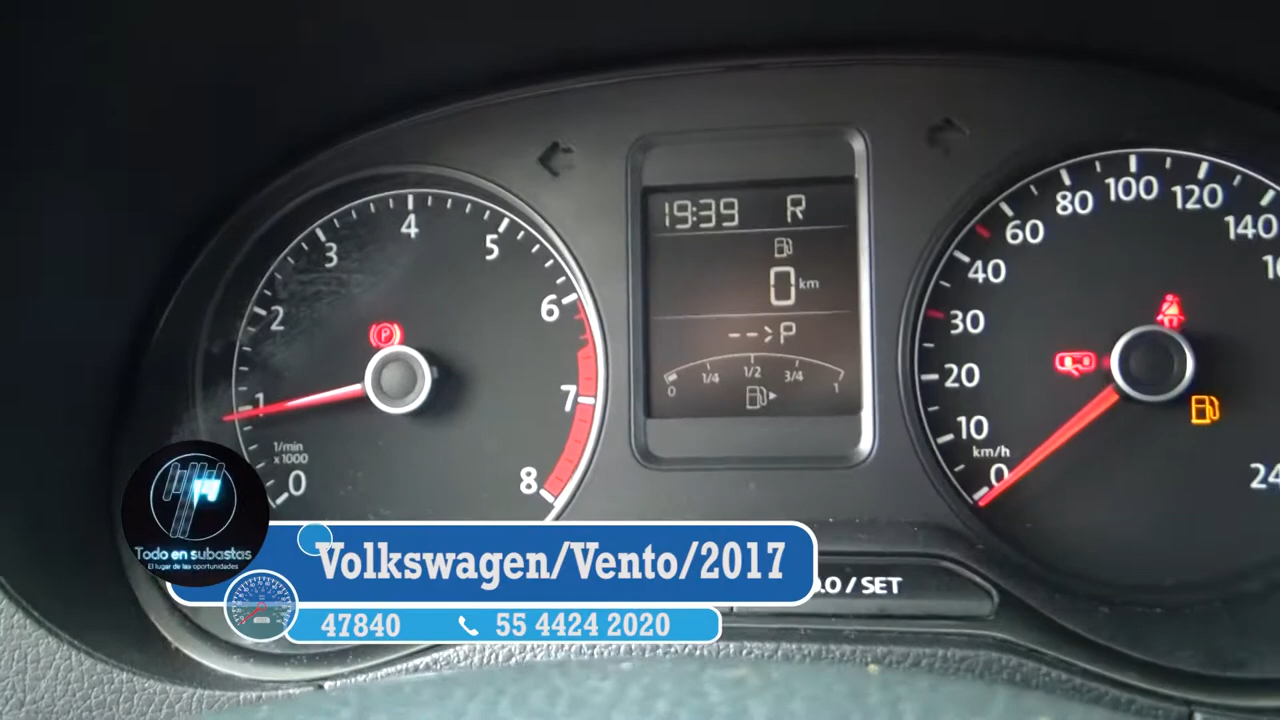 19:39 R
0 km
--> P
0 1/4 1/2 3/4 1
0 1 2 3 4 5 6 7 8
1/min
x1000
P
0 10 20 30 40 60 80 100 120 140
km/h
24
.0 / SET
Todo en subastas
El lugar de las oportunidades
Volkswagen/Vento/2017
47840
55 4424 2020